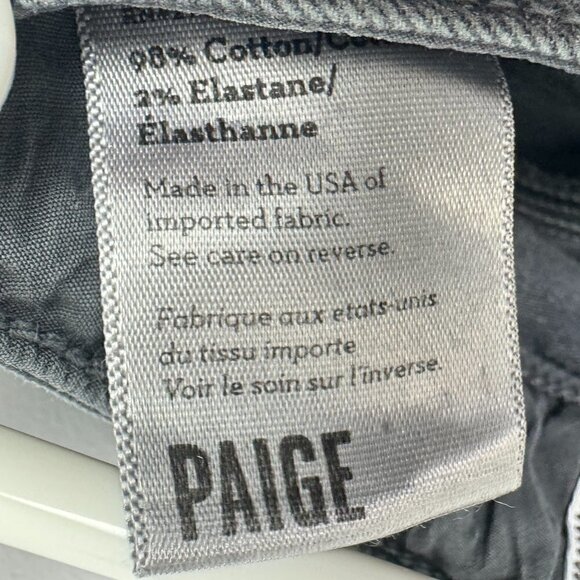 98% Cotton/
2% Elastane/
Élasthanne
Made in the USA of
imported fabric.
See care on reverse.
Fabrique aux etats-unis
du tissu importe
Voir le soin sur l'inverse.
PAIGE